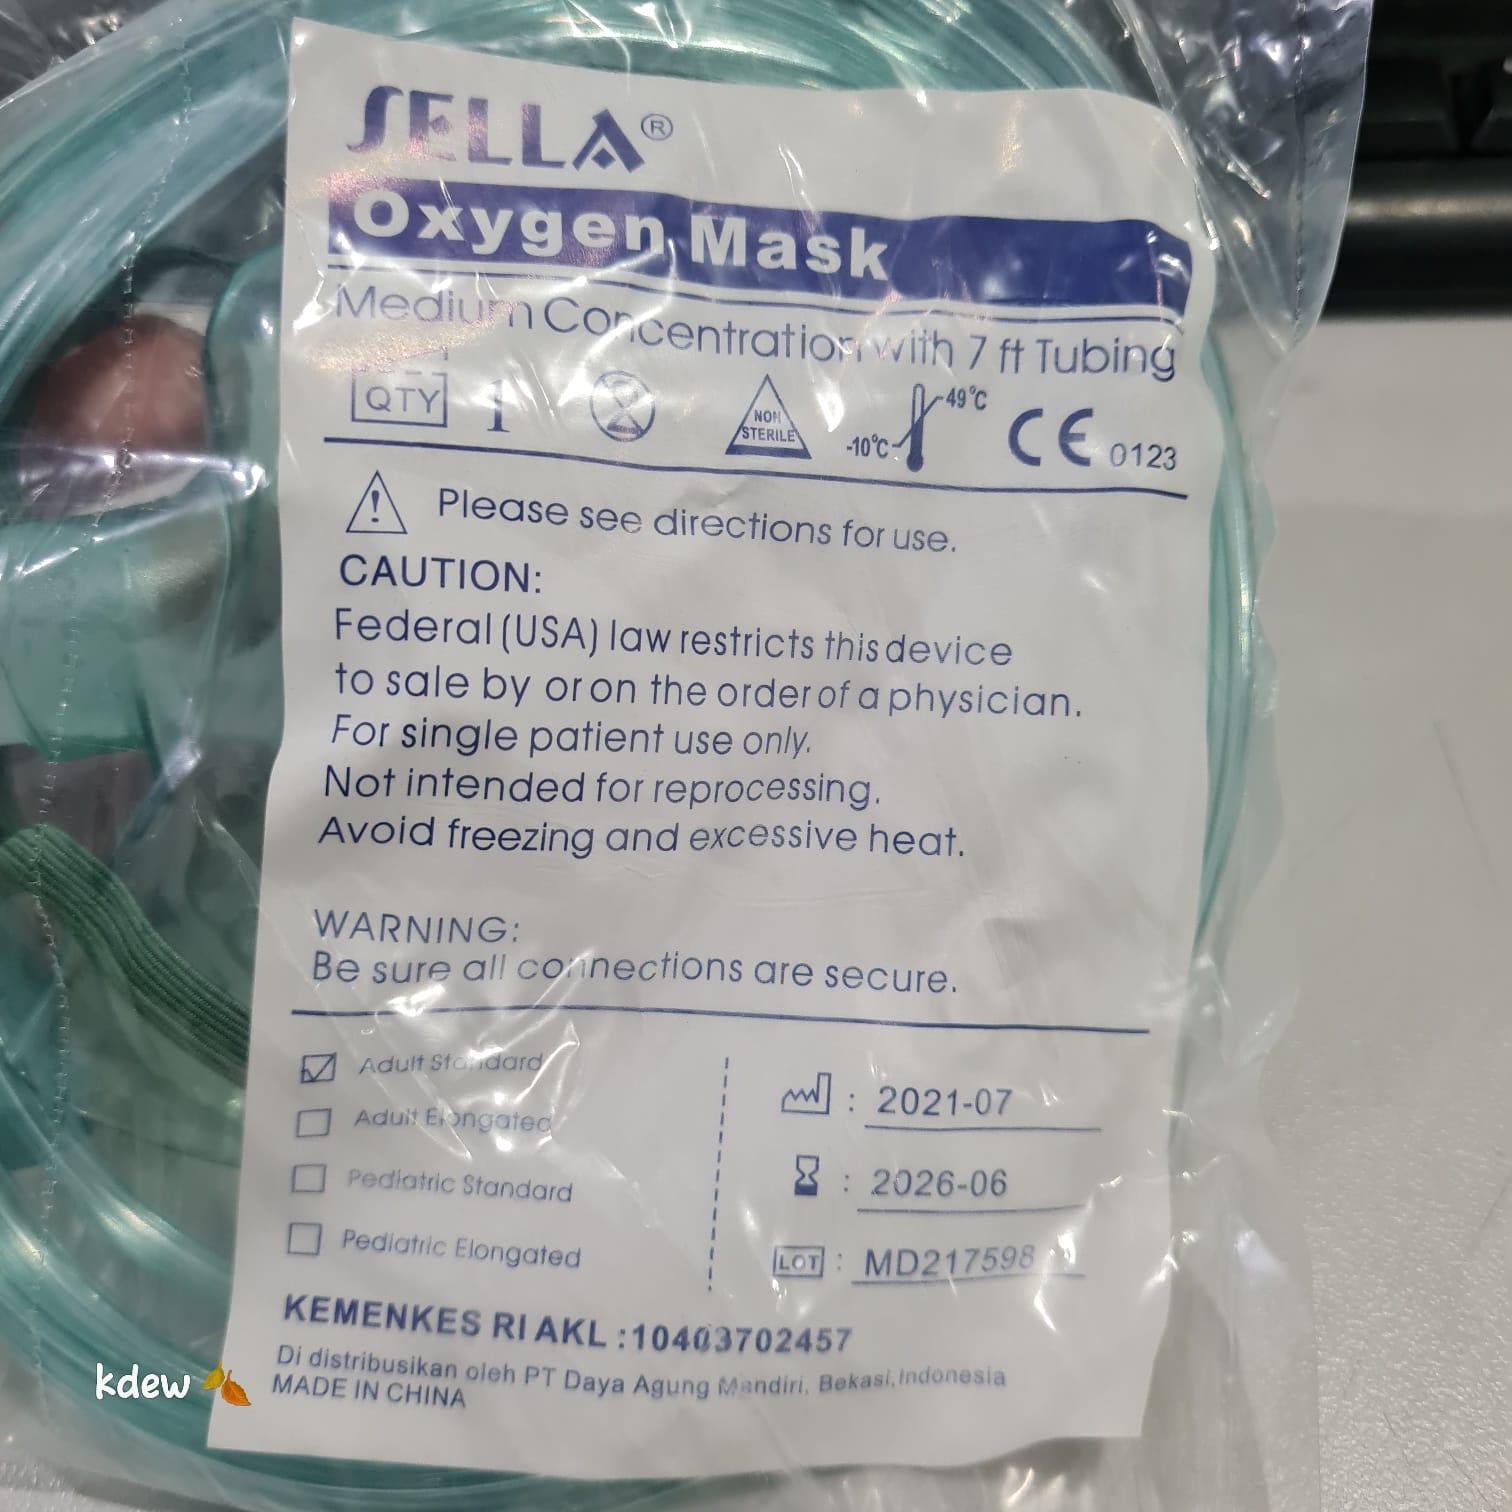 SELLA®
Oxygen Mask
Medium Concentration with 7 ft Tubing
QTY 1
NON
STERILE
-10°C
49°C
CE 0123
Please see directions for use.
CAUTION:
Federal (USA) law restricts this device
to sale by or on the order of a physician.
For single patient use only.
Not intended for reprocessing.
Avoid freezing and excessive heat.
WARNING:
Be sure all connections are secure.
Adult Standard
Adult Elongated
Pediatric Standard
Pediatric Elongated
: 2021-07
: 2026-06
LOT : MD217598
KEMENKES RI AKL :10403702457
Di distribusikan oleh PT Daya Agung Mandiri, Bekasi, Indonesia
MADE IN CHINA
kdew